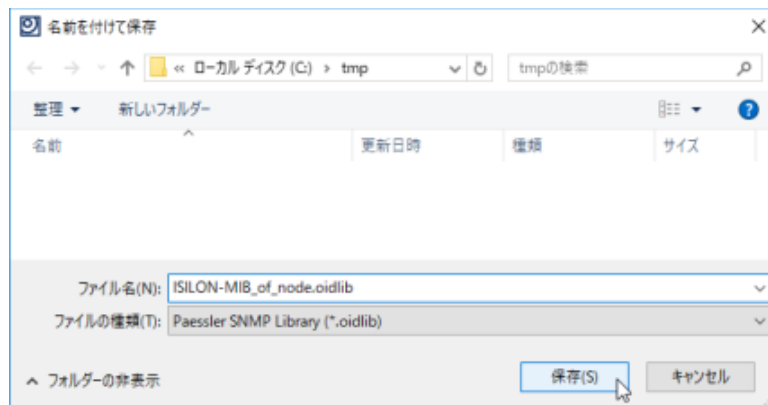 名前を付けて保存
« ローカル ディスク (C:) › tmp tmpの検索
整理 新しいフォルダー
名前 更新日時 種類 サイズ
ファイル名(N): ISILON-MIB_of_node.oidlib
ファイルの種類(T): Paessler SNMP Library (*.oidlib)
フォルダーの非表示 保存(S) キャンセル